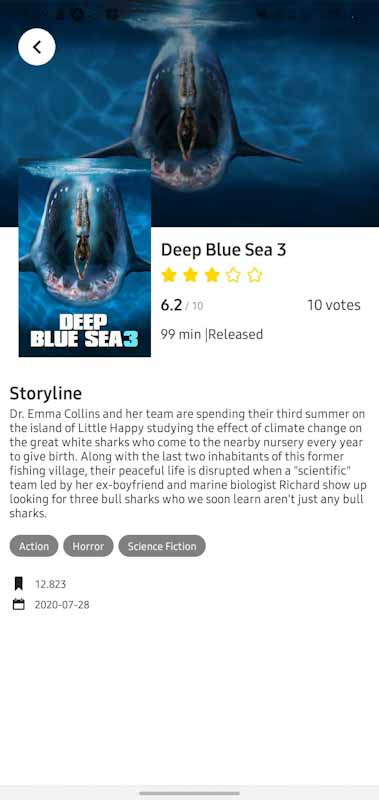 DEEP
BLUE SEA 3
Deep Blue Sea 3
6.2 / 10
10 votes
99 min |Released
Storyline
Dr. Emma Collins and her team are spending their third summer on
the island of Little Happy studying the effect of climate change on
the great white sharks who come to the nearby nursery every year
to give birth. Along with the last two inhabitants of this former
fishing village, their peaceful life is disrupted when a "scientific"
team led by her ex-boyfriend and marine biologist Richard show up
looking for three bull sharks who we soon learn aren't just any bull
sharks.
Action
Horror
Science Fiction
12.823
2020-07-28